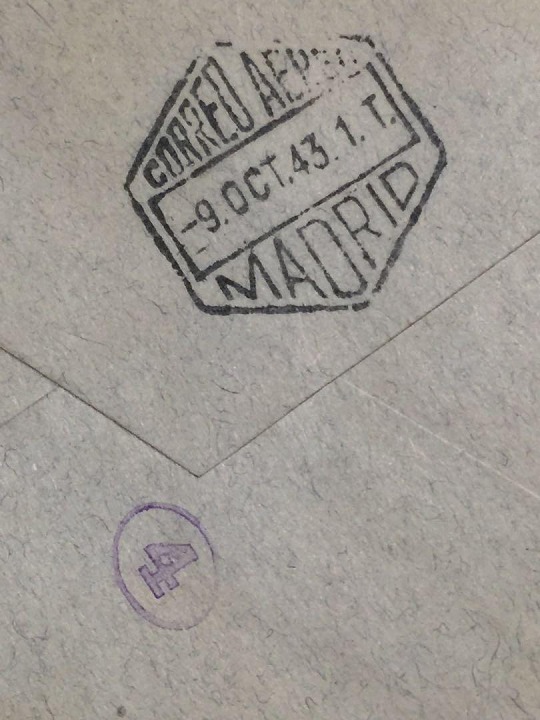 CORREO AEREO
-9.OCT.43.1.T.
MADRID
4